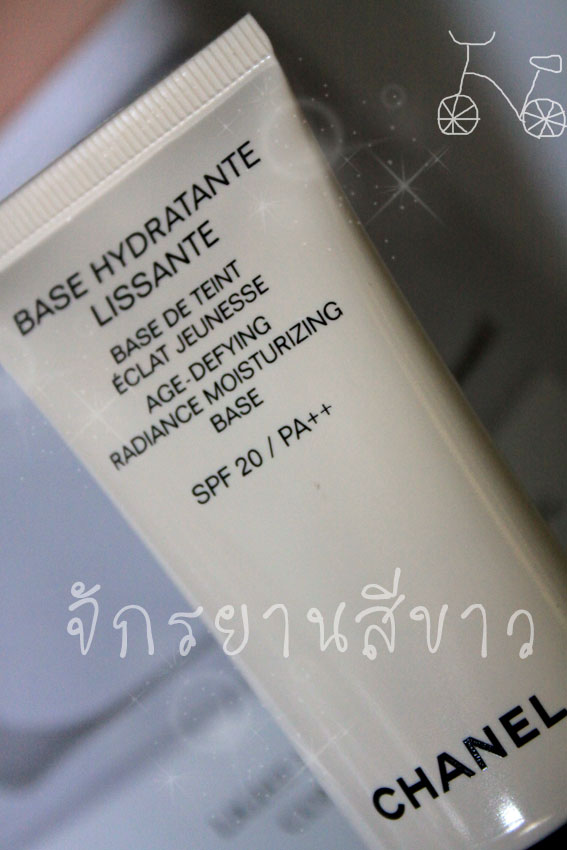 BASE HYDRATANTE
LISSANTE
BASE DE TEINT
ÉCLAT JEUNESSE
AGE-DEFYING
RADIANCE MOISTURIZING
BASE
SPF 20 / PA++
จักรยานสีขาว
CHANEL